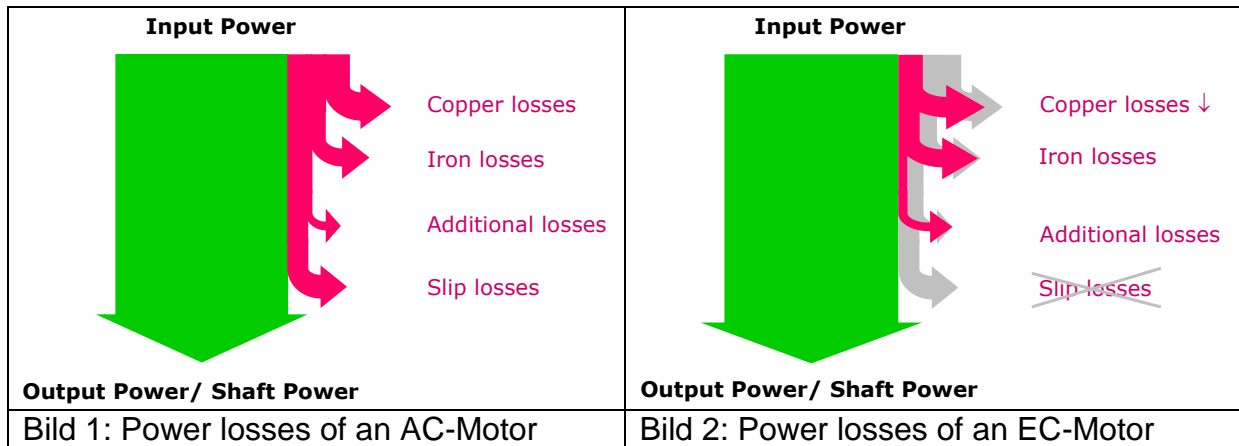 Input Power
Copper losses
Iron losses
Additional losses
Slip losses
Output Power/ Shaft Power
Bild 1: Power losses of an AC-Motor
Input Power
Copper losses ↓
Iron losses
Additional losses
Slip losses
Output Power/ Shaft Power
Bild 2: Power losses of an EC-Motor